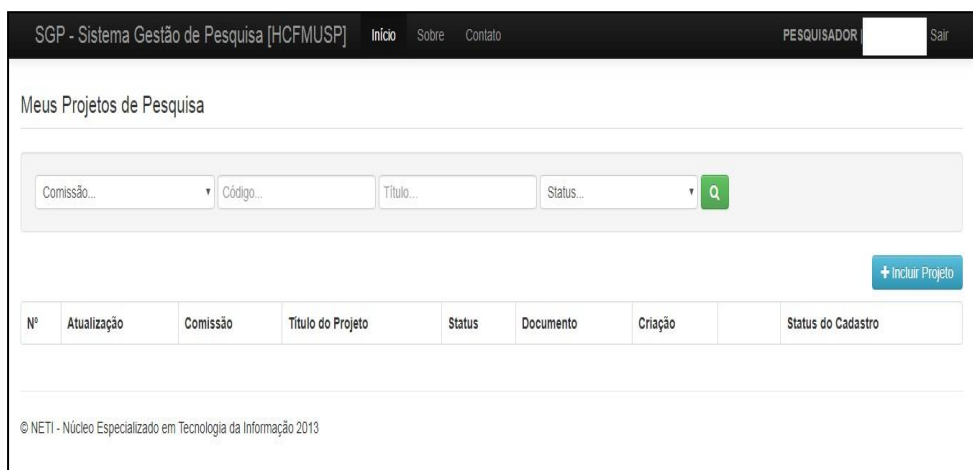 SGP - Sistema Gestão de Pesquisa [HCFMUSP] Início Sobre Contato PESQUISADOR | Sair
Meus Projetos de Pesquisa
Comissão... Código... Título... Status...
+ Incluir Projeto
Nº Atualização Comissão Título do Projeto Status Documento Criação Status do Cadastro
© NETI - Núcleo Especializado em Tecnologia da Informação 2013